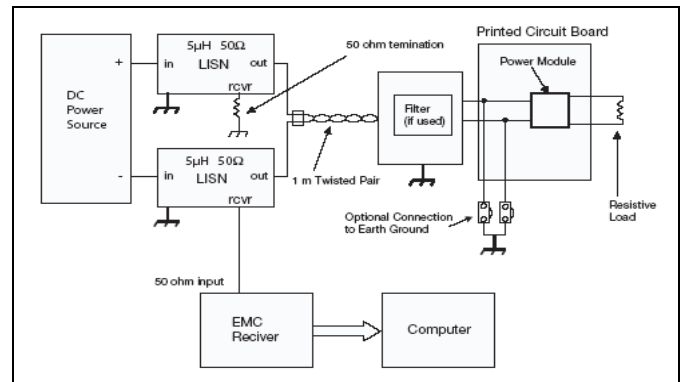 Printed Circuit Board
5µH 50Ω
LISN
in
out
rcvr
50 ohm temination
Power Module
+
DC
Power
Source
-
Filter
(if used)
5µH 50Ω
LISN
in
out
rcvr
1 m Twisted Pair
Optional Connection
to Earth Ground
Resistive
Load
50 ohm input
EMC
Reciver
Computer